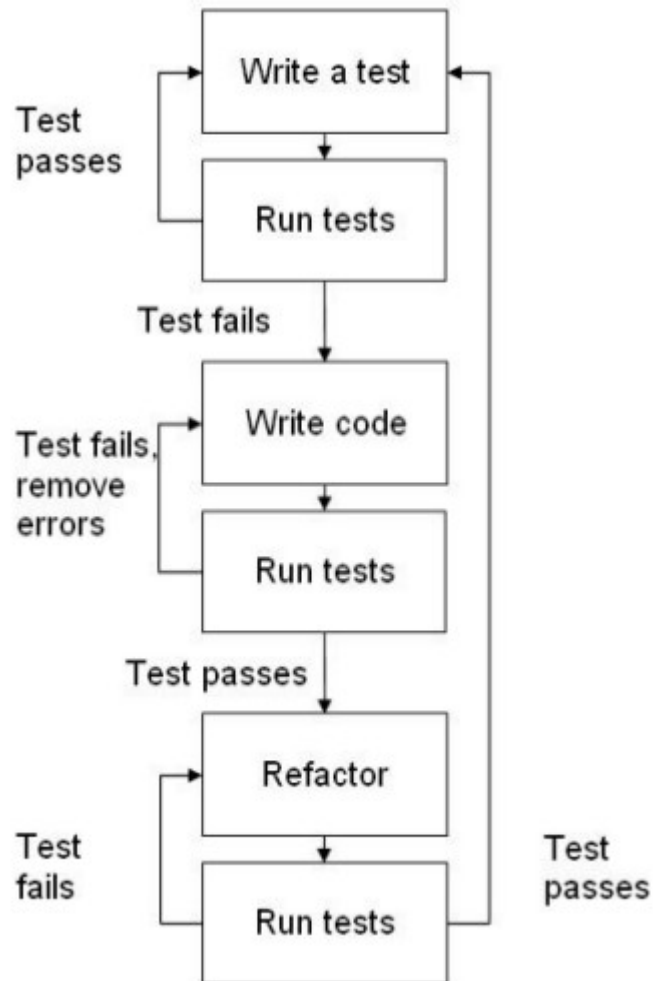 Write a test
Test
passes
Run tests
Test fails
Write code
Test fails,
remove
errors
Run tests
Test passes
Refactor
Test
fails
Run tests
Test
passes